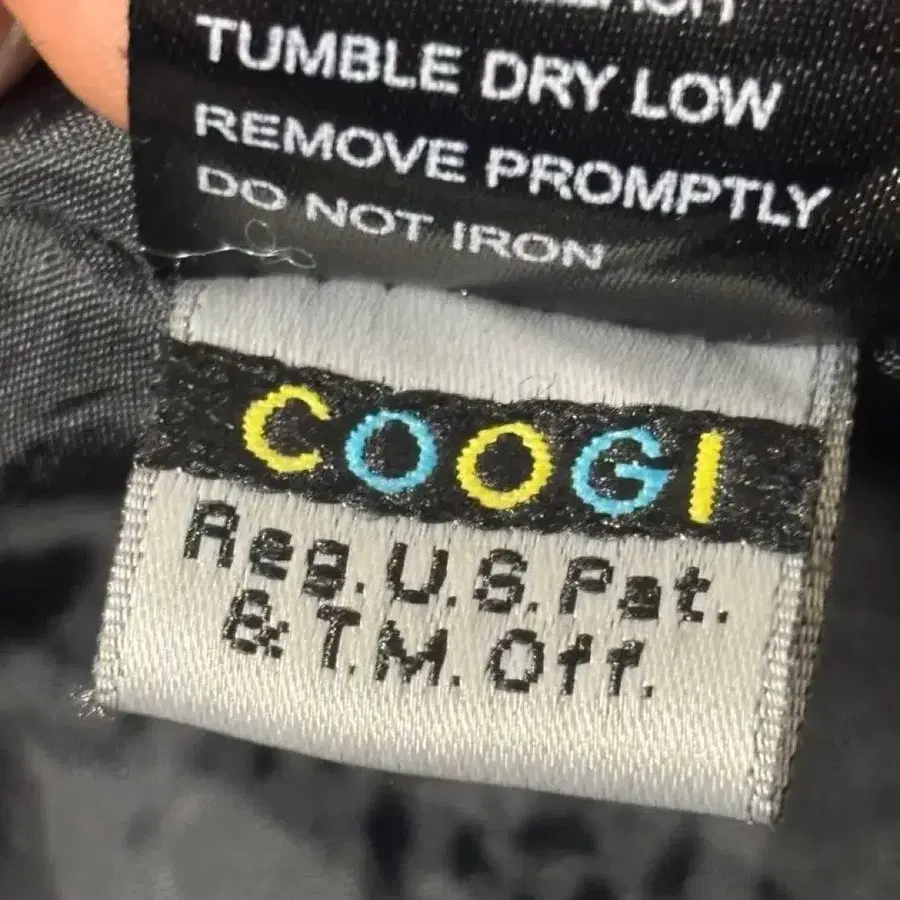 TUMBLE DRY LOW
REMOVE PROMPTLY
DO NOT IRON
COOGI
Reg. U.S. Pat.
& T.M. Off.